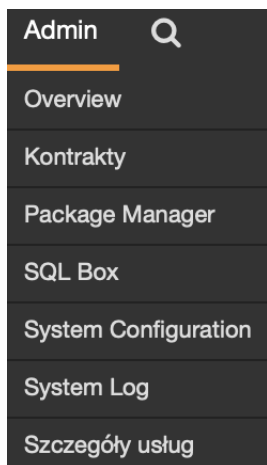 Admin
Overview
Kontrakty
Package Manager
SQL Box
System Configuration
System Log
Szczegóły usług